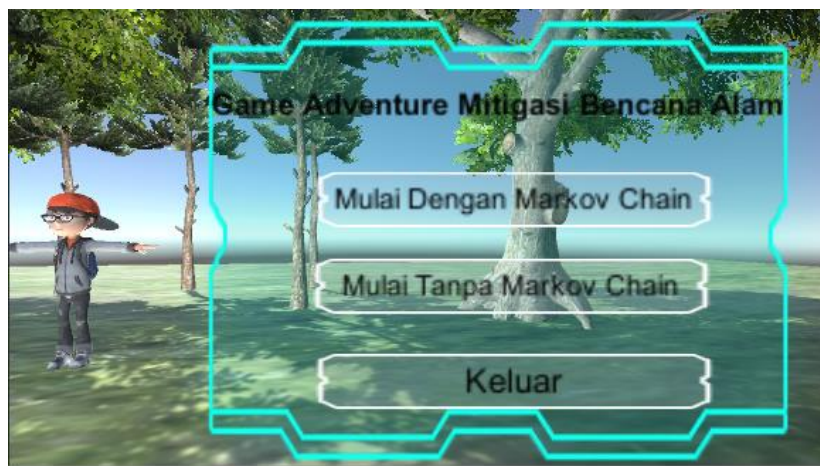 Game Adventure Mitigasi Bencana Alam
Mulai Dengan Markov Chain
Mulai Tanpa Markov Chain
Keluar